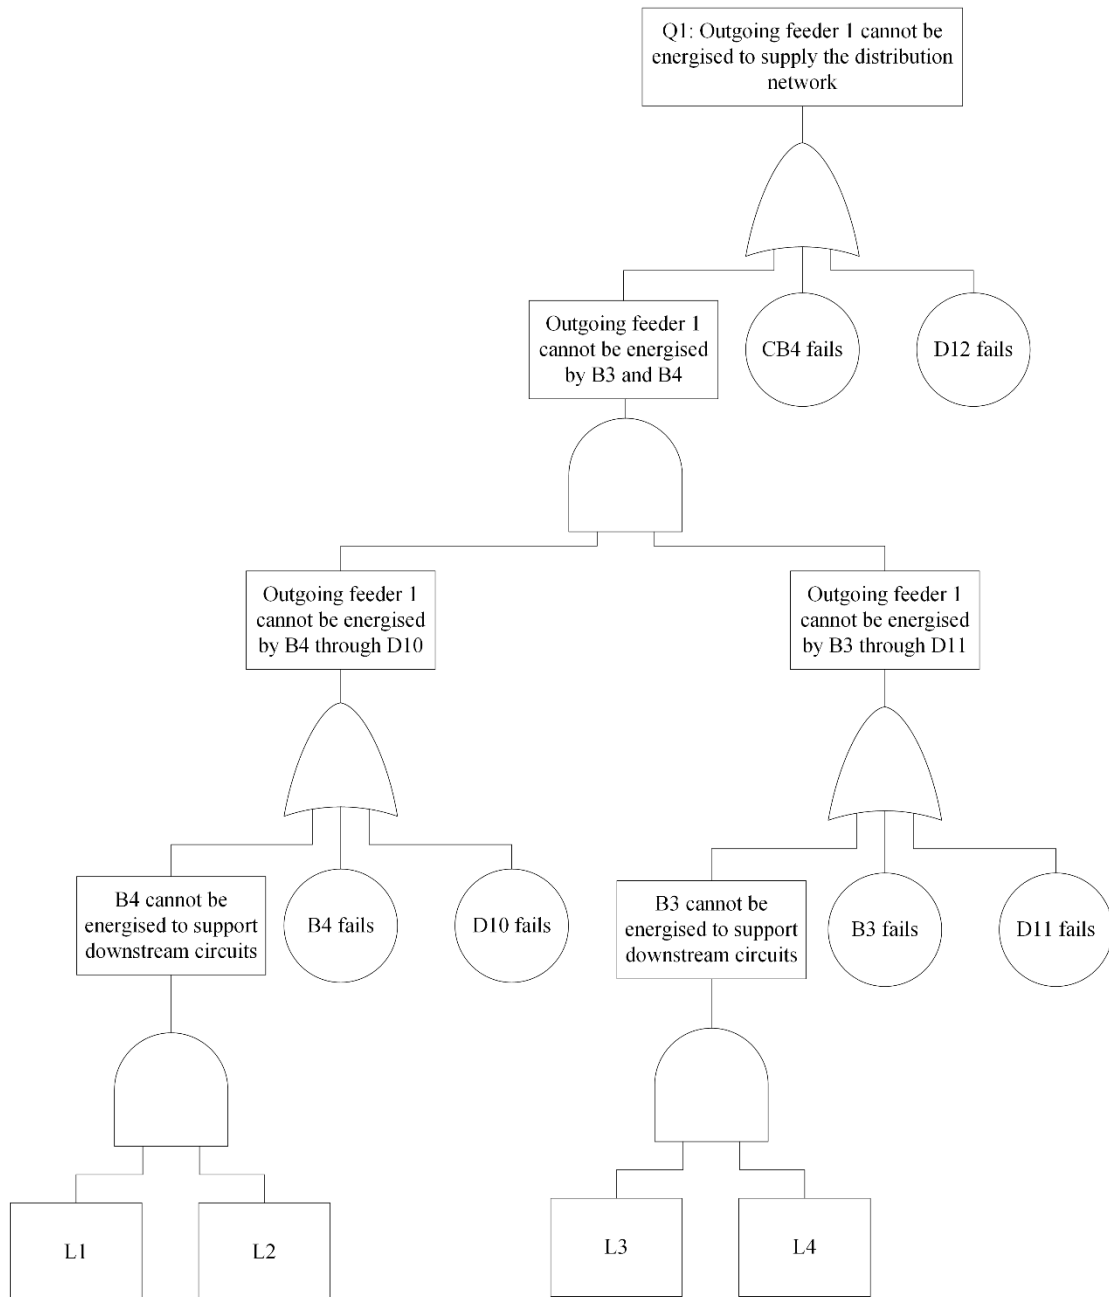 Q1: Outgoing feeder 1 cannot be
energised to supply the distribution
network
Outgoing feeder 1
cannot be energised
by B3 and B4
CB4 fails
D12 fails
Outgoing feeder 1
cannot be energised
by B4 through D10
Outgoing feeder 1
cannot be energised
by B3 through D11
B4 cannot be
energised to support
downstream circuits
B4 fails
D10 fails
B3 cannot be
energised to support
downstream circuits
B3 fails
D11 fails
L1
L2
L3
L4